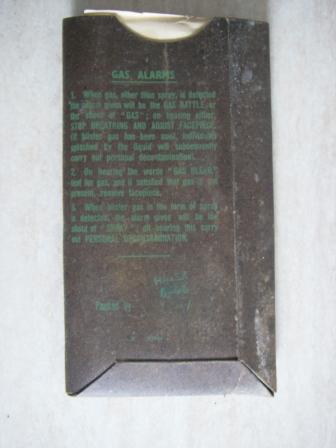 GAS ALARMS
1. When gas, other than spray, is detected
the alarm given will be the GAS RATTLE or
the shout of "GAS"; on hearing either,
STOP BREATHING AND ADJUST FACEPIECE.
(If blister gas has been used, individuals
splashed by the liquid will subsequently
carry out personal decontamination).
2. On hearing the words "GAS CLEAR,"
test for gas, and if satisfied that gas is not
present, remove facepiece.
3. When blister gas in the form of spray
is detected, the alarm given will be the
shout of "SPRAY"; on hearing this carry
out PERSONAL DECONTAMINATION.
Packed by